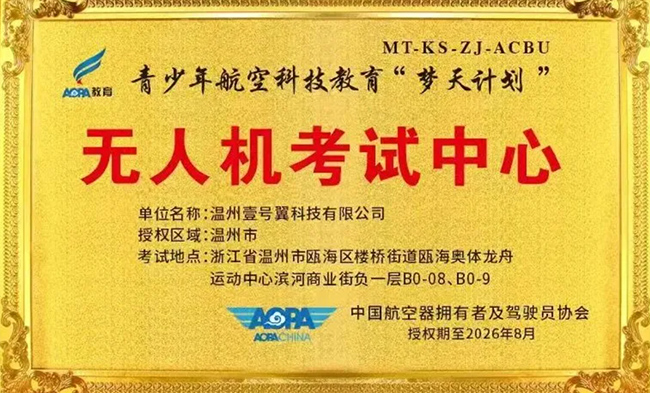 MT-KS-ZJ-ACBU
AOPA教育
青少年航空科技教育“梦天计划”
无人机考试中心
单位名称：温州壹号翼科技有限公司
授权区域：温州市
考试地点：浙江省温州市瓯海区楼桥街道瓯海奥体龙舟
运动中心滨河商业街负一层B0-08、B0-9
AOPA
AOPA CHINA
中国航空器拥有者及驾驶员协会
授权期至2026年8月